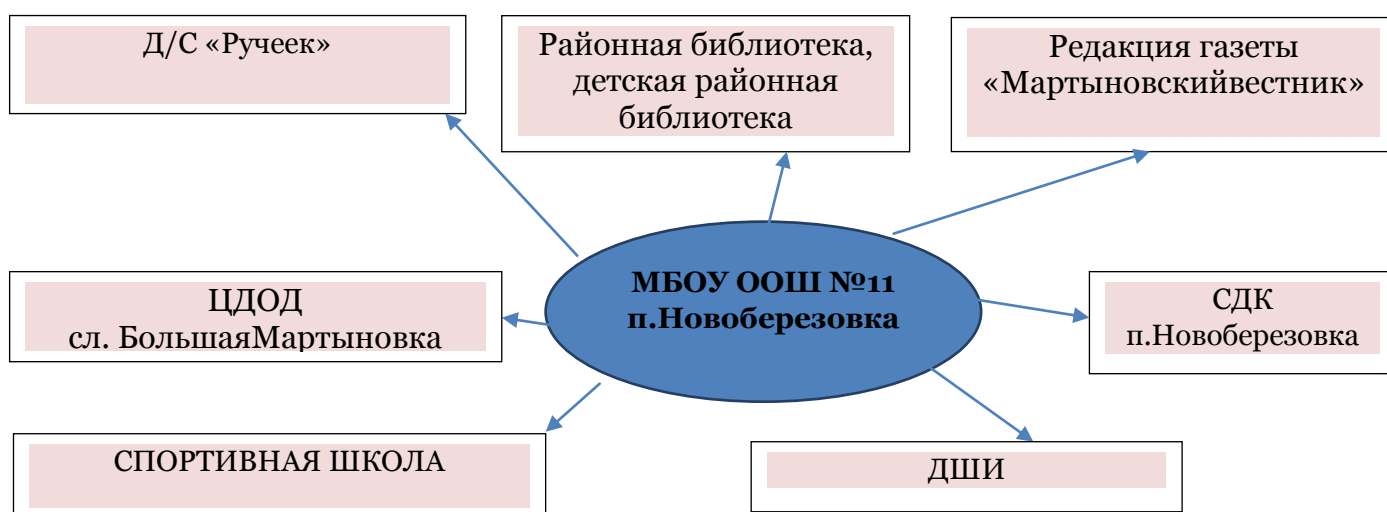 Д/С «Ручеек»
Районная библиотека,
детская районная
библиотека
Редакция газеты
«Мартыновскийвестник»
МБОУ ООШ №11
п.Новоберезовка
ЦДОД
сл. БольшаяМартыновка
СДК
п.Новоберезовка
СПОРТИВНАЯ ШКОЛА
ДШИ